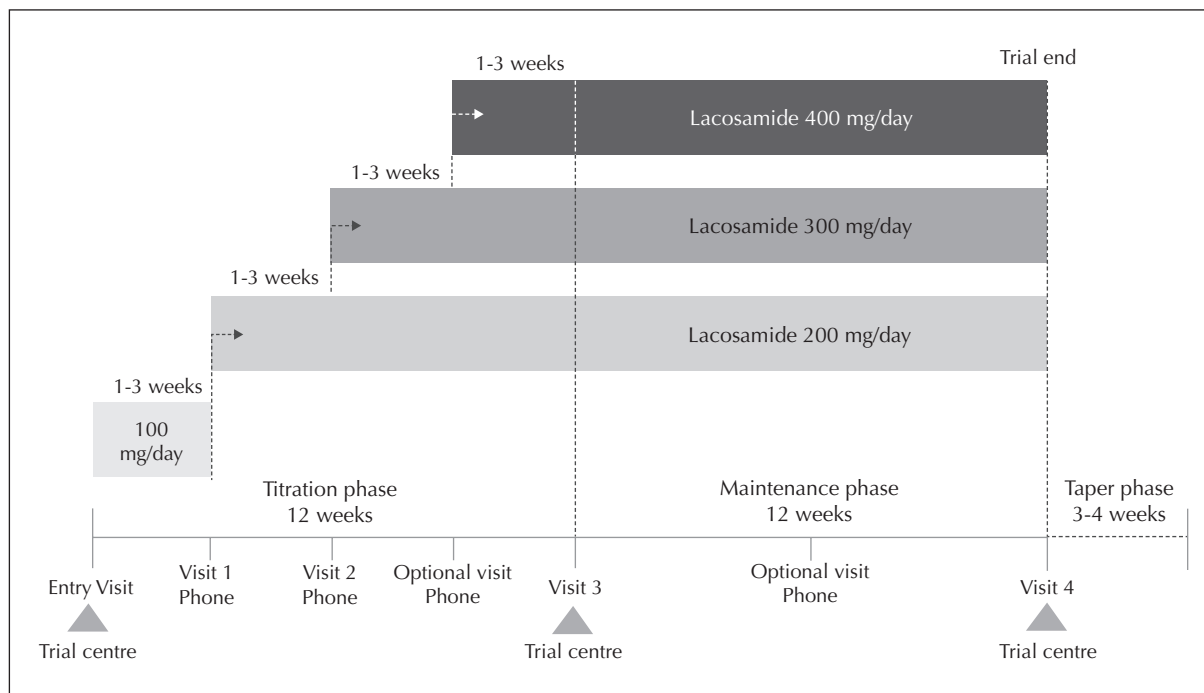 1-3 weeks
Trial end
Lacosamide 400 mg/day
1-3 weeks
Lacosamide 300 mg/day
1-3 weeks
Lacosamide 200 mg/day
1-3 weeks
100
mg/day
Titration phase
12 weeks
Maintenance phase
12 weeks
Taper phase
3-4 weeks
Entry Visit
Trial centre
Visit 1
Phone
Visit 2
Phone
Optional visit
Phone
Visit 3
Trial centre
Optional visit
Phone
Visit 4
Trial centre